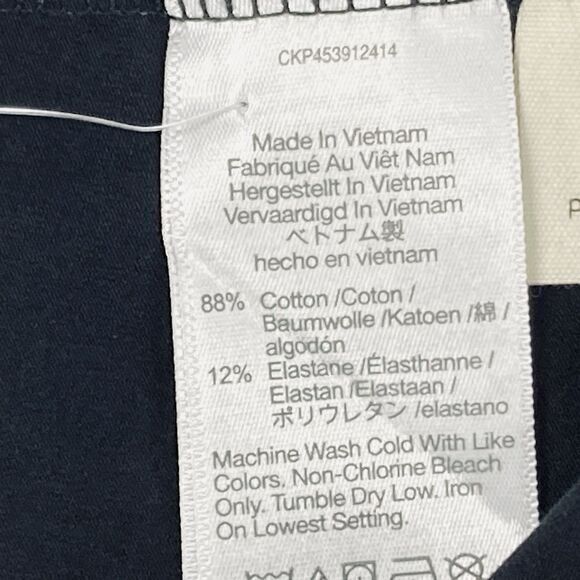 CKP453912414
Made In Vietnam
Fabriqué Au Viêt Nam
Hergestellt In Vietnam
Vervaardigd In Vietnam
ベトナム製
hecho en vietnam
88% Cotton /Coton /
Baumwolle /Katoen /綿 /
algodón
12% Elastane /Élasthanne /
Elastan /Elastaan /
ポリウレタン /elastano
Machine Wash Cold With Like
Colors. Non-Chlorine Bleach
Only. Tumble Dry Low. Iron
On Lowest Setting.
P